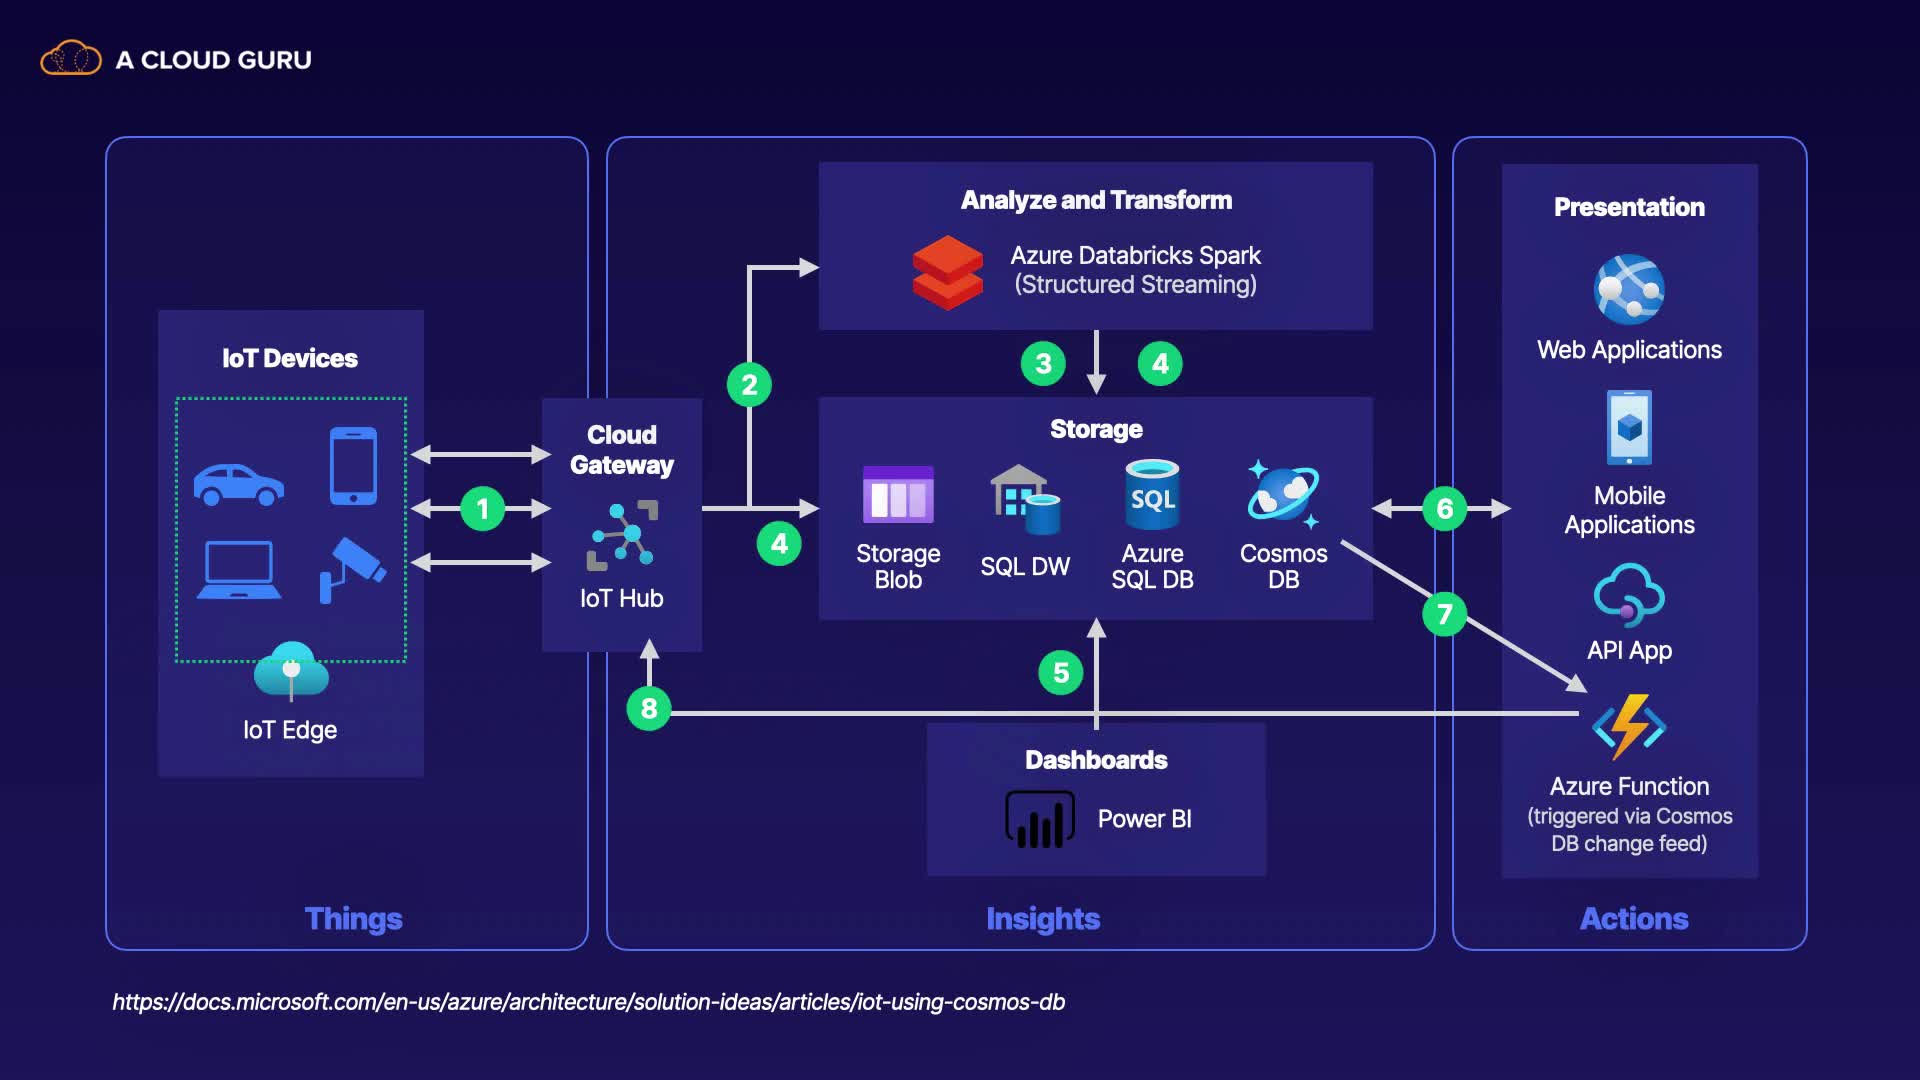 A CLOUD GURU
IoT Devices
IoT Edge
Things
1
Cloud
Gateway
IoT Hub
2
4
8
Analyze and Transform
Azure Databricks Spark
(Structured Streaming)
3
4
Storage
Storage
Blob
SQL DW
SQL
Azure
SQL DB
Cosmos
DB
5
Dashboards
Power BI
Insights
6
7
Presentation
Web Applications
Mobile
Applications
API App
Azure Function
(triggered via Cosmos
DB change feed)
Actions
https://docs.microsoft.com/en-us/azure/architecture/solution-ideas/articles/iot-using-cosmos-db